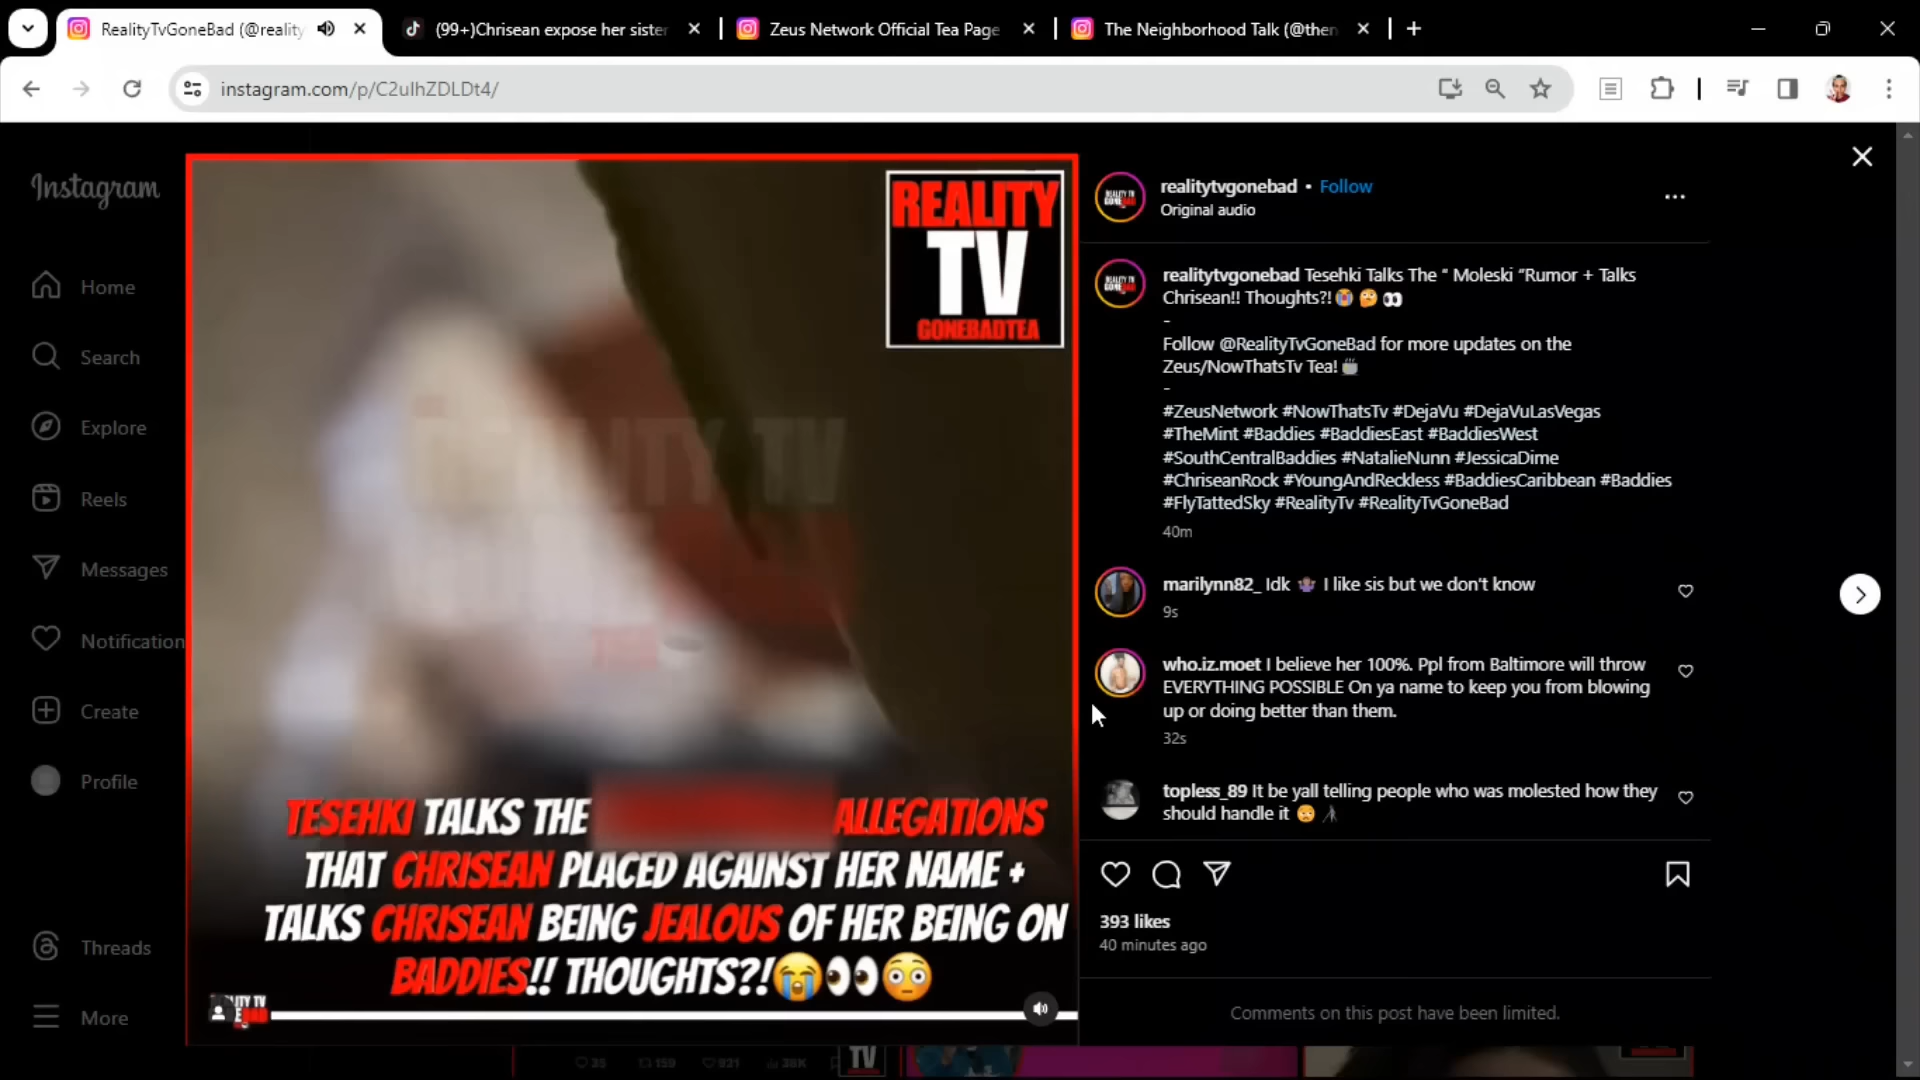 RealityTvGoneBad (@reality
(99+)Chrisean expose her sister
Zeus Network Official Tea Page
The Neighborhood Talk (@then
instagram.com/p/C2ulhZDLDt4/
Instagram
Home
Search
Explore
Reels
Messages
Notification
Create
Profile
Threads
More
REALITY
TV
GONEBADTEA
REALITY TV
TESEHKI TALKS THE ALLEGATIONS
THAT CHRISEAN PLACED AGAINST HER NAME +
TALKS CHRISEAN BEING JEALOUS OF HER BEING ON
BADDIES!! THOUGHTS?!😭👀😳
realitytvgonebad • Follow
Original audio
realitytvgonebad Tesehki Talks The “ Moleski “Rumor + Talks
Chrisean!! Thoughts?! 😭 🤔 👀
-
Follow @RealityTvGoneBad for more updates on the
Zeus/NowThatsTv Tea!🍵
-
#ZeusNetwork #NowThatsTv #DejaVu #DejaVuLasVegas
#TheMint #Baddies #BaddiesEast #BaddiesWest
#SouthCentralBaddies #NatalieNunn #JessicaDime
#ChriseanRock #YoungAndReckless #BaddiesCaribbean #Baddies
#FlyTattedSky #RealityTv #RealityTvGoneBad
40m
marilynn82_ Idk 🤷🏾‍♀️ I like sis but we don't know
9s
who.iz.moet I believe her 100%. Ppl from Baltimore will throw
EVERYTHING POSSIBLE On ya name to keep you from blowing
up or doing better than them.
32s
topless_89 It be yall telling people who was molested how they
should handle it 😳
393 likes
40 minutes ago
Comments on this post have been limited.
35
159
921
36K
TV